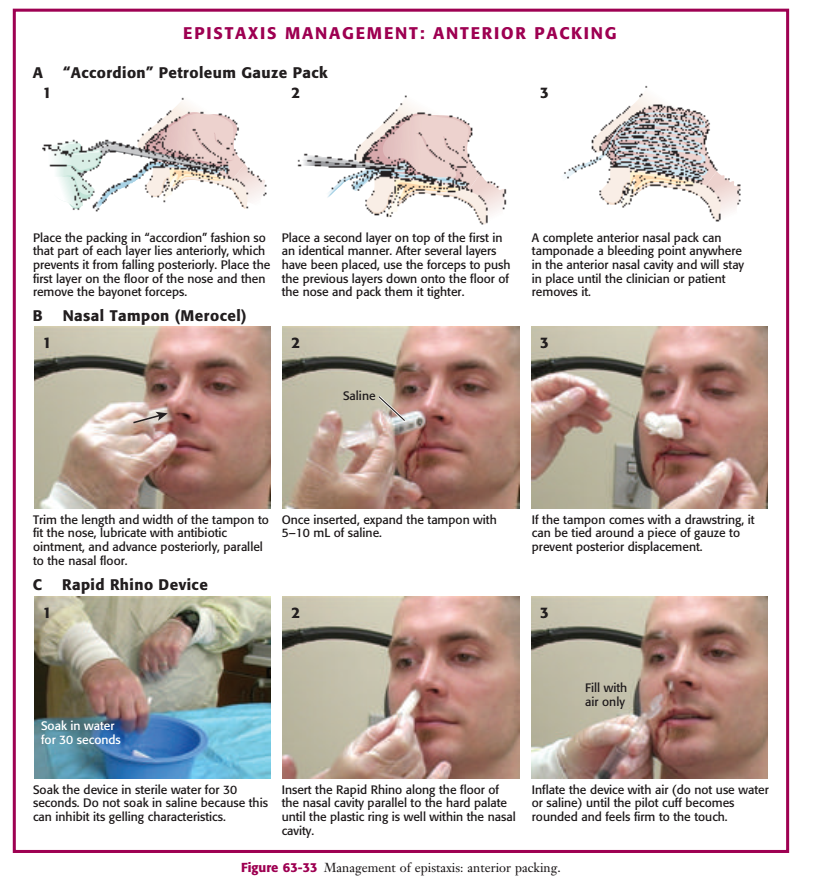 EPISTAXIS MANAGEMENT: ANTERIOR PACKING
A “Accordion” Petroleum Gauze Pack
1
2
3
Place the packing in “accordion” fashion so
that part of each layer lies anteriorly, which
prevents it from falling posteriorly. Place the
first layer on the floor of the nose and then
remove the bayonet forceps.
Place a second layer on top of the first in
an identical manner. After several layers
have been placed, use the forceps to push
the previous layers down onto the floor of
the nose and pack them it tighter.
A complete anterior nasal pack can
tamponade a bleeding point anywhere
in the anterior nasal cavity and will stay
in place until the clinician or patient
removes it.
B Nasal Tampon (Merocel)
1
2
Saline
3
Trim the length and width of the tampon to
fit the nose, lubricate with antibiotic
ointment, and advance posteriorly, parallel
to the nasal floor.
Once inserted, expand the tampon with
5–10 mL of saline.
If the tampon comes with a drawstring, it
can be tied around a piece of gauze to
prevent posterior displacement.
C Rapid Rhino Device
1
Soak in water
for 30 seconds
2
3
Fill with
air only
Soak the device in sterile water for 30
seconds. Do not soak in saline because this
can inhibit its gelling characteristics.
Insert the Rapid Rhino along the floor of
the nasal cavity parallel to the hard palate
until the plastic ring is well within the nasal
cavity.
Inflate the device with air (do not use water
or saline) until the pilot cuff becomes
rounded and feels firm to the touch.
Figure 63-33 Management of epistaxis: anterior packing.